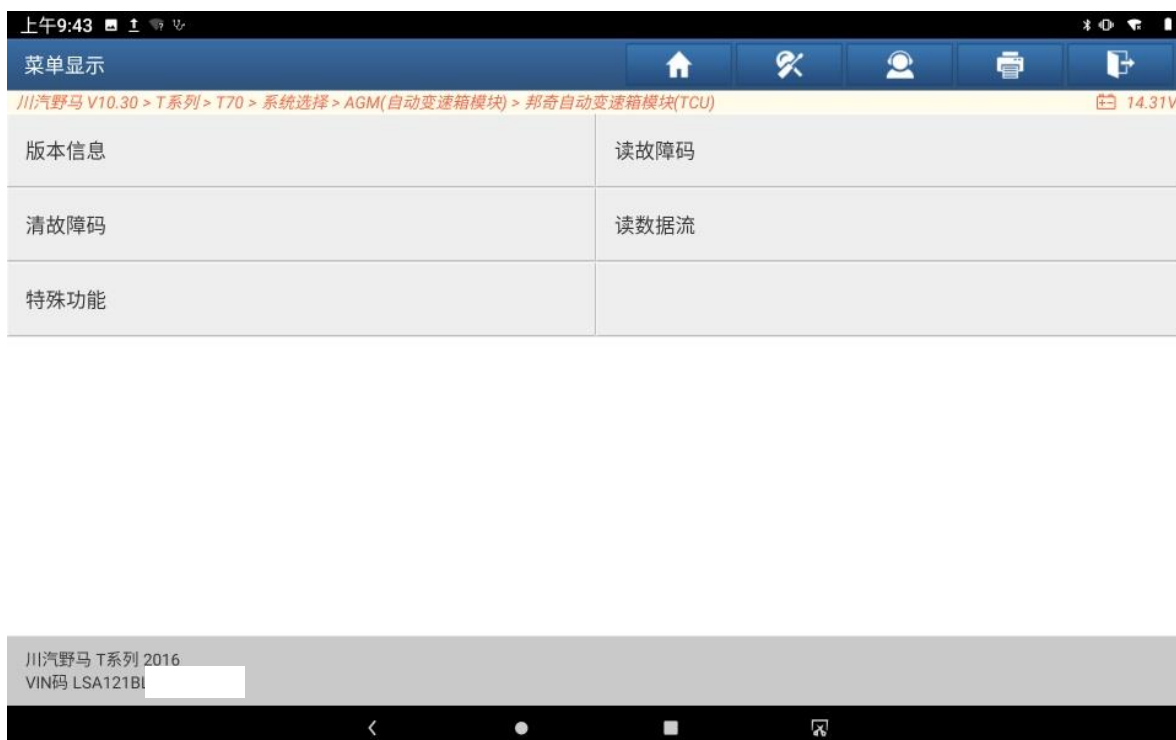 上午9:43
菜单显示
川汽野马 V10.30 > T系列 > T70 > 系统选择 > AGM(自动变速箱模块) > 邦奇自动变速箱模块(TCU) 14.31V
版本信息 读故障码
清故障码 读数据流
特殊功能
川汽野马 T系列 2016
VIN码 LSA121BL